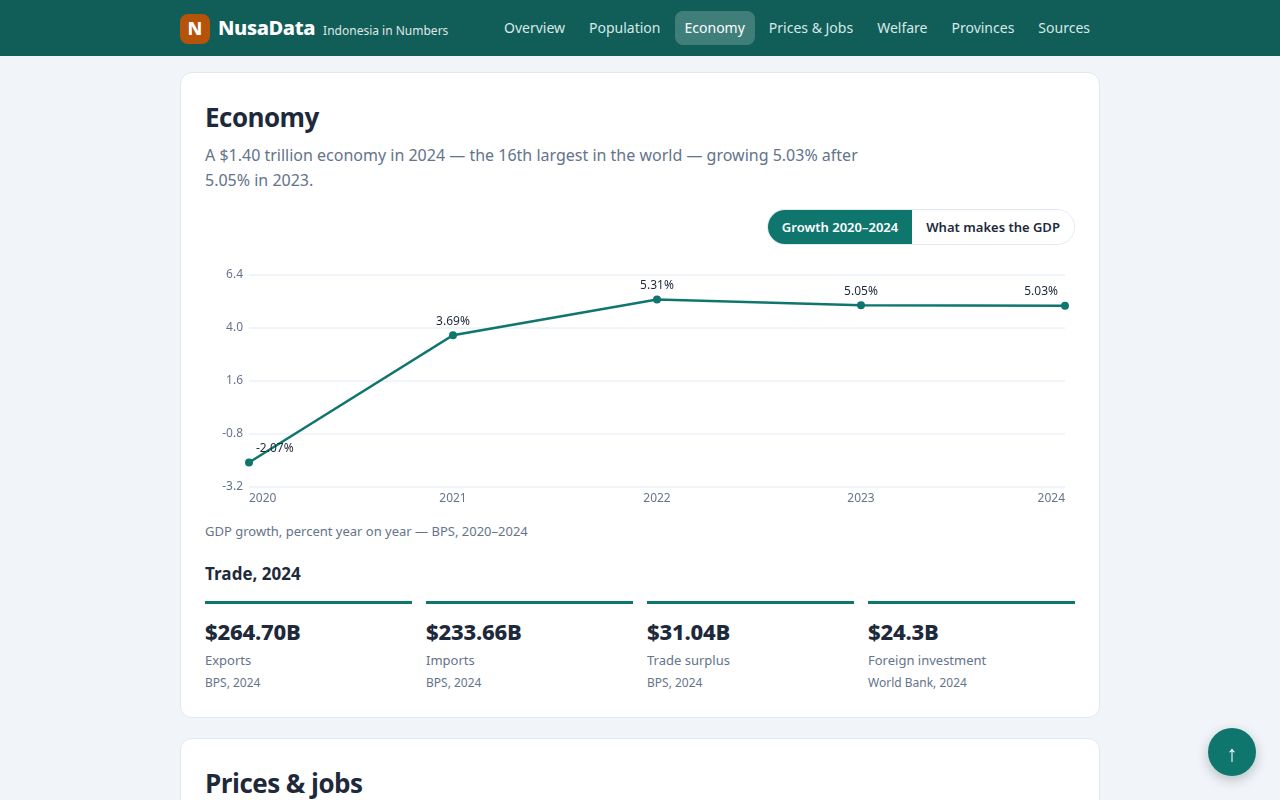 N NusaData Indonesia in Numbers Overview Population Economy Prices & Jobs Welfare Provinces Sources
Economy
A $1.40 trillion economy in 2024 — the 16th largest in the world — growing 5.03% after
5.05% in 2023.
Growth 2020–2024 What makes the GDP
6.4
4.0
1.6
-0.8
-3.2
-2.07%
3.69%
5.31%
5.05%
5.03%
2020 2021 2022 2023 2024
GDP growth, percent year on year — BPS, 2020–2024
Trade, 2024
$264.70B $233.66B $31.04B $24.3B
Exports Imports Trade surplus Foreign investment
BPS, 2024 BPS, 2024 BPS, 2024 World Bank, 2024
↑
Prices & jobs